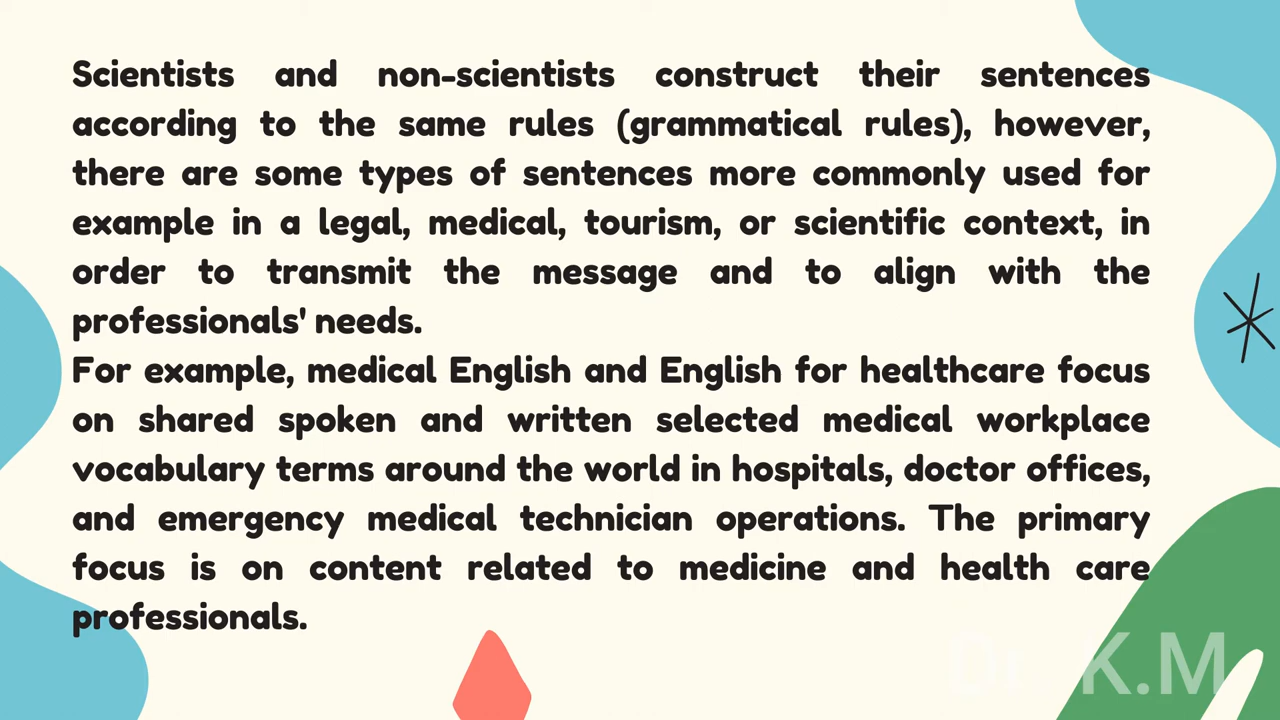 Scientists and non-scientists construct their sentences
according to the same rules (grammatical rules), however,
there are some types of sentences more commonly used for
example in a legal, medical, tourism, or scientific context, in
order to transmit the message and to align with the
professionals' needs.
For example, medical English and English for healthcare focus
on shared spoken and written selected medical workplace
vocabulary terms around the world in hospitals, doctor offices,
and emergency medical technician operations. The primary
focus is on content related to medicine and health care
professionals.
Dr K.M